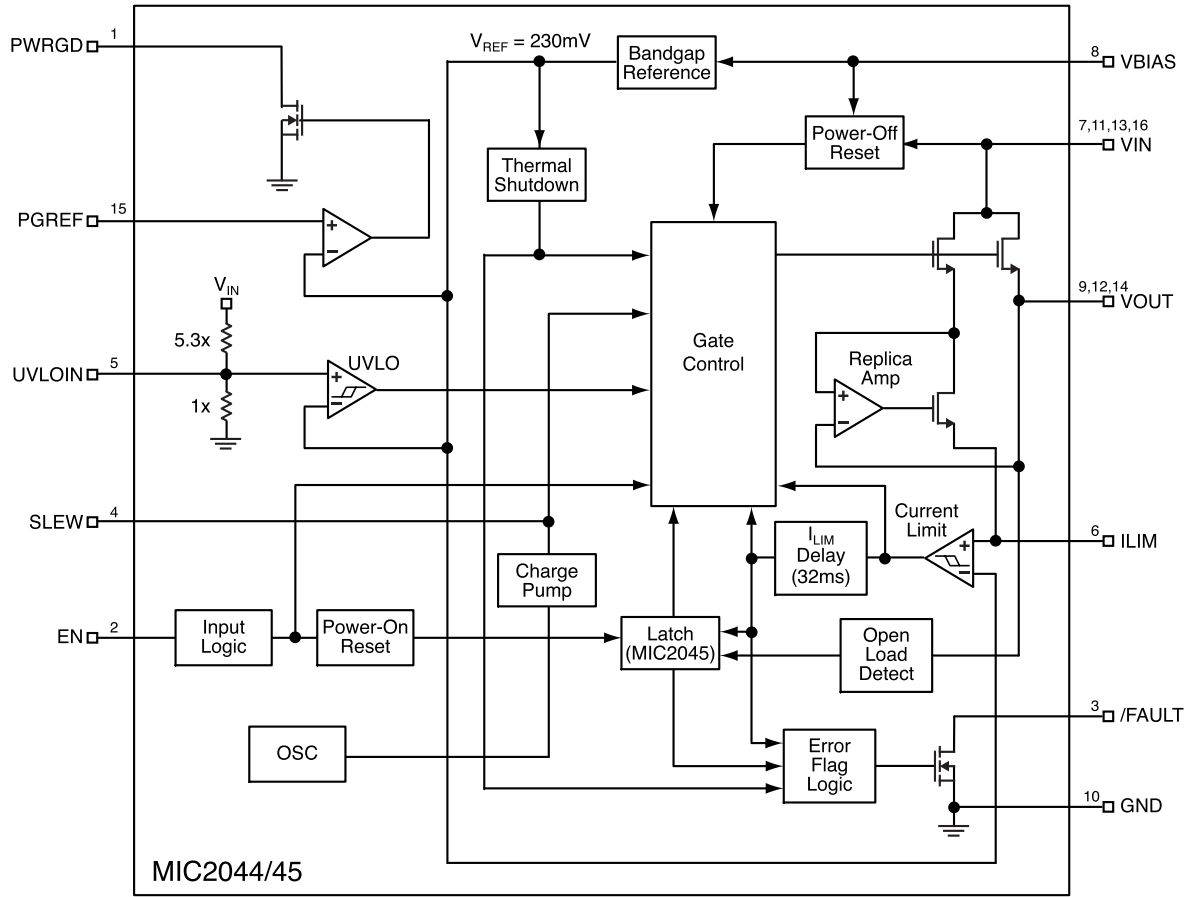 PWRGD
1
V_REF = 230mV
Bandgap
Reference
8
VBIAS
Power-Off
Reset
7,11,13,16
VIN
Thermal
Shutdown
PGREF
15
+
–
V_IN
5.3x
UVLOIN
5
1x
UVLO
+
–
Gate
Control
9,12,14
VOUT
Replica
Amp
+
–
SLEW
4
Charge
Pump
I_LIM
Delay
(32ms)
Current
Limit
+
–
6
ILIM
EN
2
Input
Logic
Power-On
Reset
Latch
(MIC2045)
Open
Load
Detect
3
/FAULT
OSC
Error
Flag
Logic
10
GND
MIC2044/45